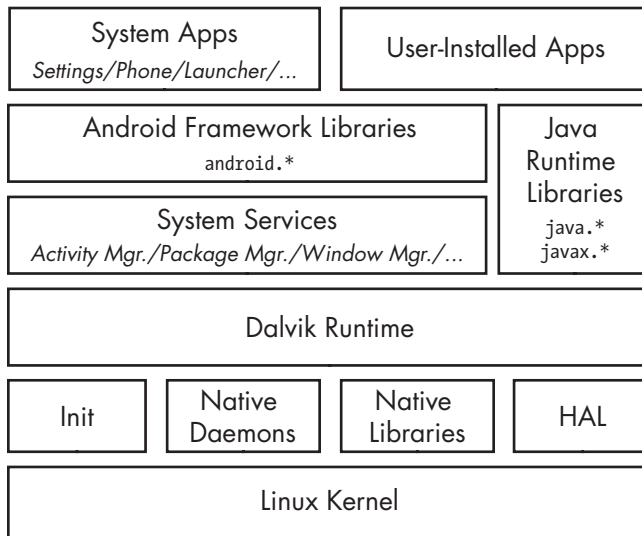 System Apps
Settings/Phone/Launcher/...
User-Installed Apps
Android Framework Libraries
android.*
Java
Runtime
Libraries
java.*
javax.*
System Services
Activity Mgr./Package Mgr./Window Mgr./...
Dalvik Runtime
Init
Native
Daemons
Native
Libraries
HAL
Linux Kernel